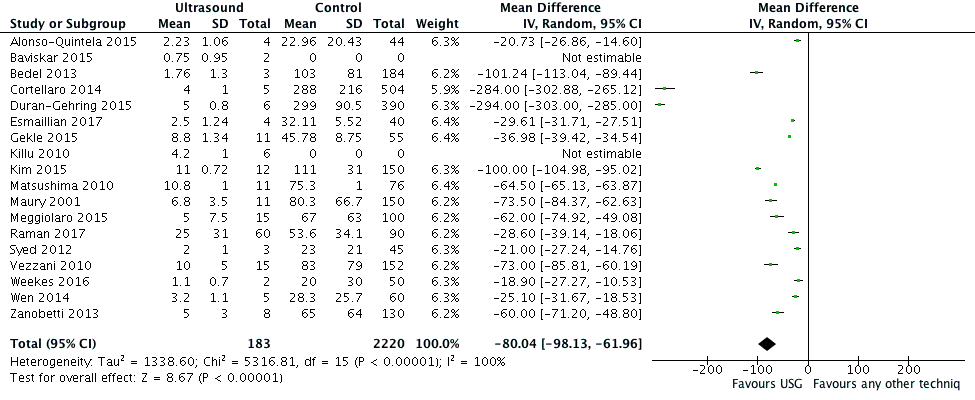 Ultrasound Control Mean Difference Mean Difference
Study or Subgroup Mean SD Total Mean SD Total Weight IV, Random, 95% CI IV, Random, 95% CI
Alonso-Quintela 2015 2.23 1.06 4 22.96 20.43 44 6.3% -20.73 [-26.86, -14.60]
Baviskar 2015 0.75 0.95 2 0 0 0 Not estimable
Bedel 2013 1.76 1.3 3 103 81 184 6.2% -101.24 [-113.04, -89.44]
Cortellaro 2014 4 1 5 288 216 504 5.9% -284.00 [-302.88, -265.12]
Duran-Gehring 2015 5 0.8 6 299 90.5 390 6.2% -294.00 [-303.00, -285.00]
Esmaillian 2017 2.5 1.24 4 32.11 5.52 40 6.4% -29.61 [-31.71, -27.51]
Gekle 2015 8.8 1.34 11 45.78 8.75 55 6.3% -36.98 [-39.42, -34.54]
Killu 2010 4.2 1 6 0 0 0 Not estimable
Kim 2015 11 0.72 12 111 31 150 6.3% -100.00 [-104.98, -95.02]
Matsushima 2010 10.8 1 11 75.3 1 76 6.4% -64.50 [-65.13, -63.87]
Maury 2001 6.8 3.5 11 80.3 66.7 150 6.2% -73.50 [-84.37, -62.63]
Meggiolaro 2015 5 7.5 15 67 63 100 6.2% -62.00 [-74.92, -49.08]
Raman 2017 25 31 60 53.6 34.1 90 6.2% -28.60 [-39.14, -18.06]
Syed 2012 2 1 3 23 21 45 6.3% -21.00 [-27.24, -14.76]
Vezzani 2010 10 5 15 83 79 152 6.2% -73.00 [-85.81, -60.19]
Weekes 2016 1.1 0.7 2 20 30 50 6.3% -18.90 [-27.27, -10.53]
Wen 2014 3.2 1.1 5 28.3 25.7 60 6.3% -25.10 [-31.67, -18.53]
Zanobetti 2013 5 3 8 65 64 130 6.2% -60.00 [-71.20, -48.80]
Total (95% CI) 183 2220 100.0% -80.04 [-98.13, -61.96]
Heterogeneity: Tau² = 1338.60; Chi² = 5316.81, df = 15 (P < 0.00001); I² = 100%
Test for overall effect: Z = 8.67 (P < 0.00001)
-200 -100 0 100 200
Favours USG Favours any other techniq